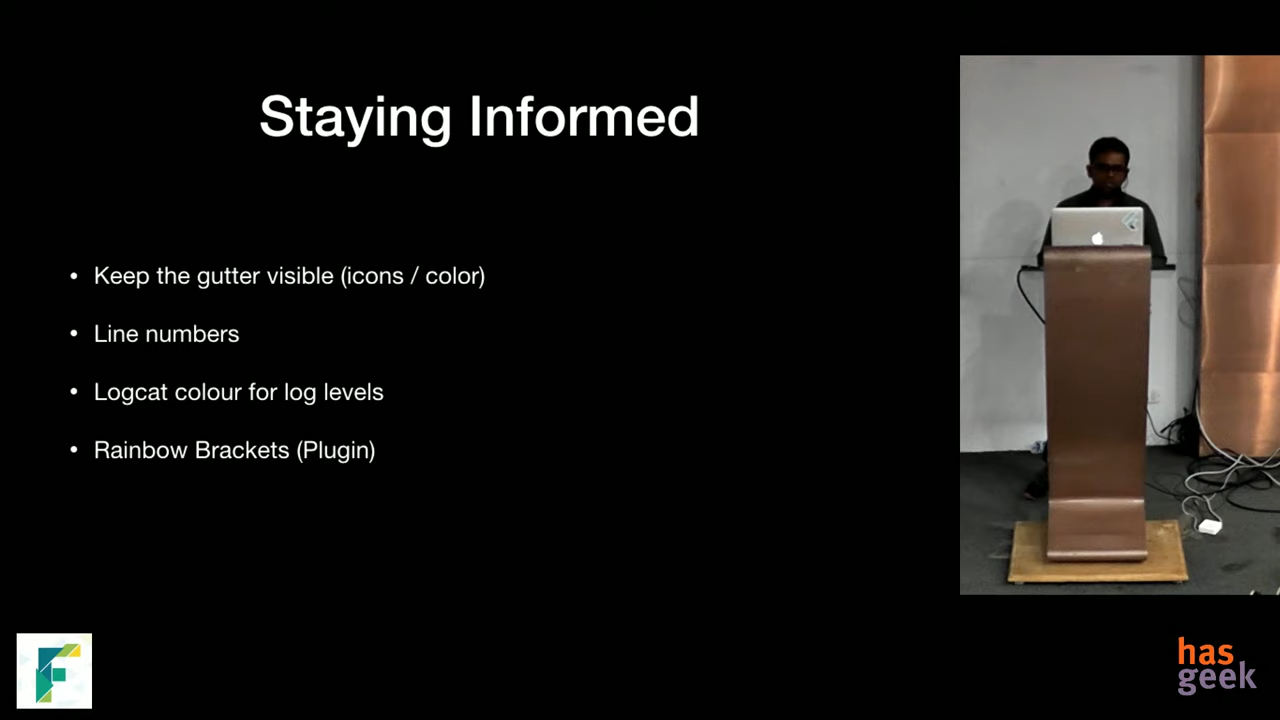 Staying Informed
• Keep the gutter visible (icons / color)
• Line numbers
• Logcat colour for log levels
• Rainbow Brackets (Plugin)
F
has
geek